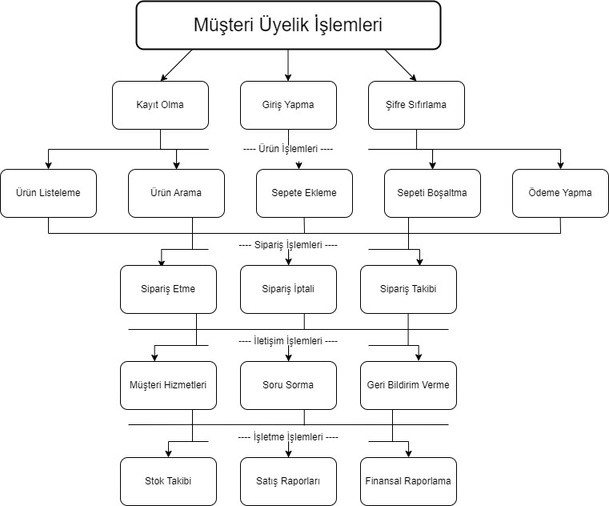 Müşteri Üyelik İşlemleri
Kayıt Olma
Giriş Yapma
Şifre Sıfırlama
---- Ürün İşlemleri ----
Ürün Listeleme
Ürün Arama
Sepete Ekleme
Sepeti Boşaltma
Ödeme Yapma
---- Sipariş İşlemleri ----
Sipariş Etme
Sipariş İptali
Sipariş Takibi
---- İletişim İşlemleri ----
Müşteri Hizmetleri
Soru Sorma
Geri Bildirim Verme
---- İşletme İşlemleri ----
Stok Takibi
Satış Raporları
Finansal Raporlama